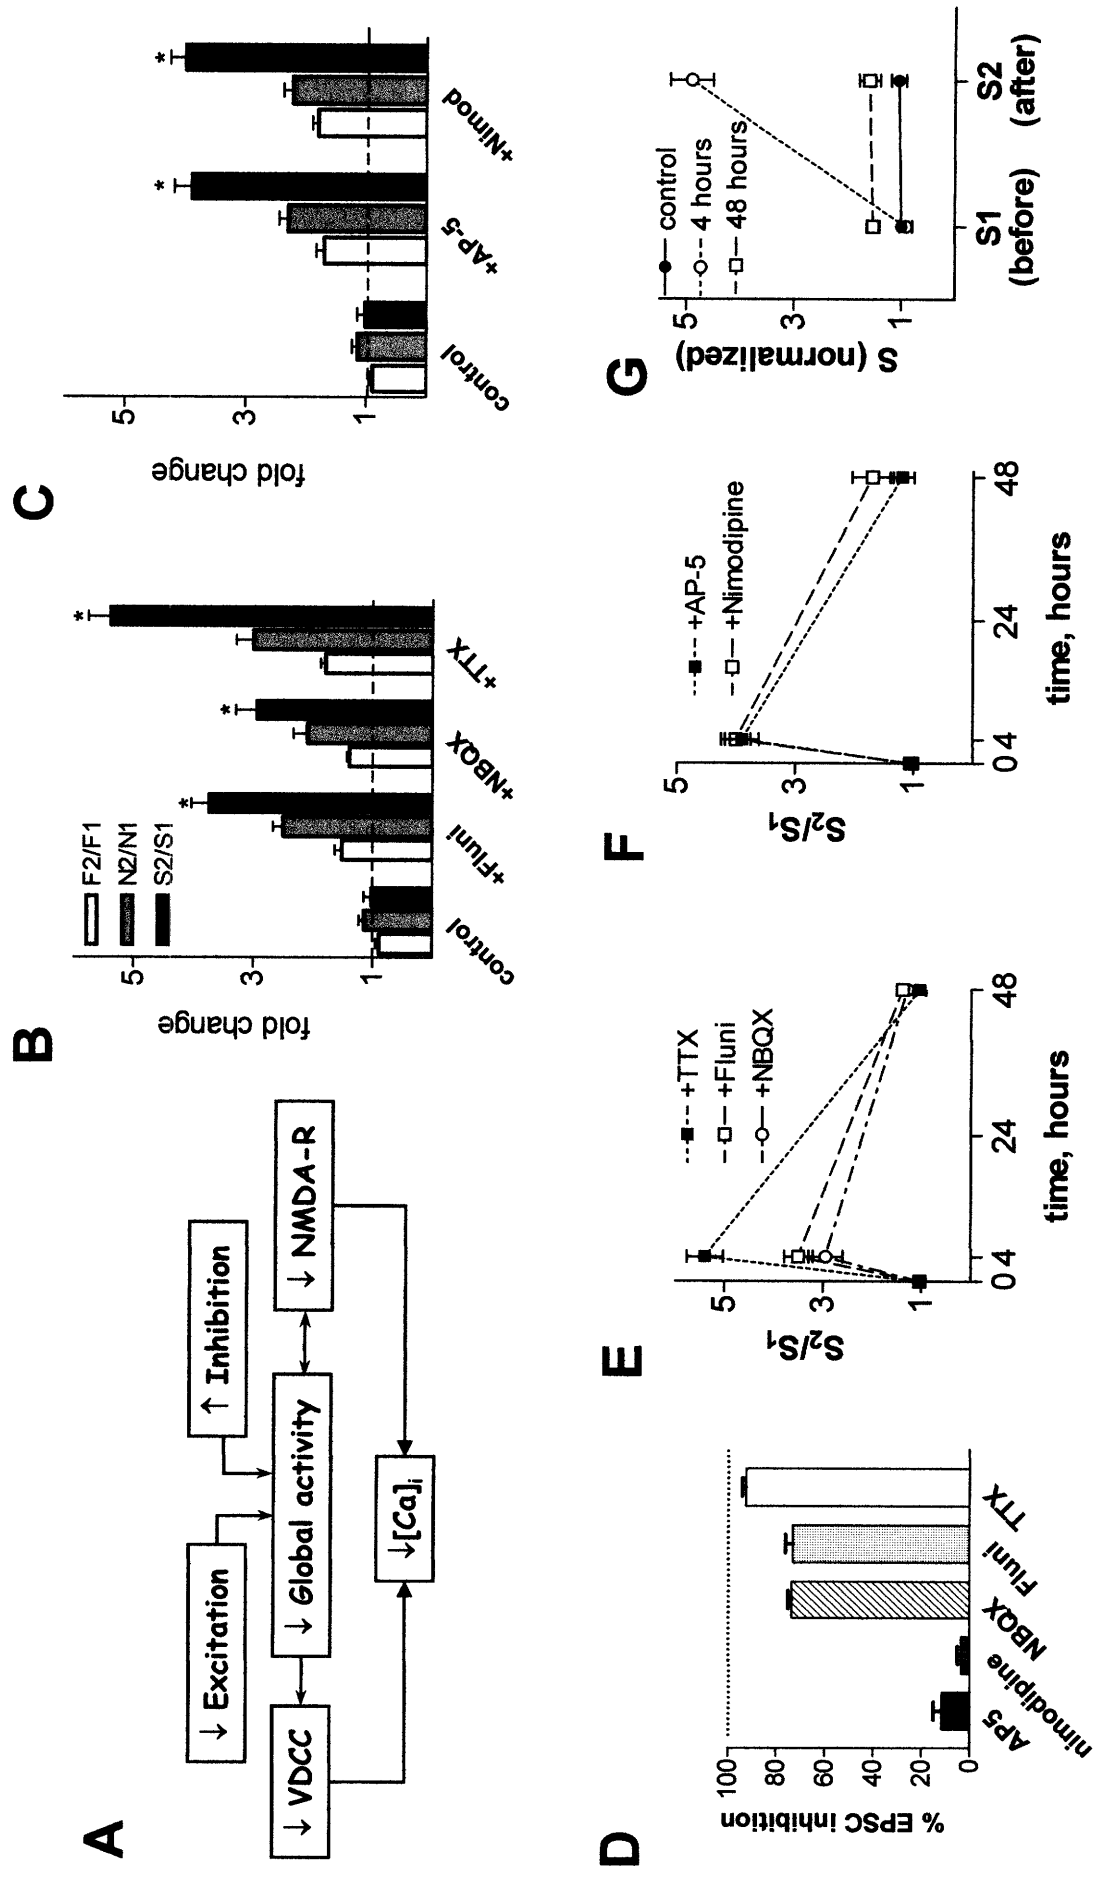 A
↓ Excitation
↑ Inhibition
↓ VDCC
↓ Global activity
↓ NMDA-R
↓[Ca]i
B
fold change
5
3
1
F2/F1
N2/N1
S2/S1
control
+Fluni
+NBQX
+TTX
*
*
*
C
fold change
5
3
1
control
+AP-5
+Nimod
*
*
D
% EPSC inhibition
100
80
60
40
20
0
AP5
nimodipine
NBQX
Fluni
TTX
E
S2/S1
5
3
1
+TTX
+Fluni
+NBQX
0 4 24 48
time, hours
F
S2/S1
5
3
1
+AP-5
+Nimodipine
0 4 24 48
time, hours
G
S (normalized)
5
3
1
control
4 hours
48 hours
S1 S2
(before) (after)